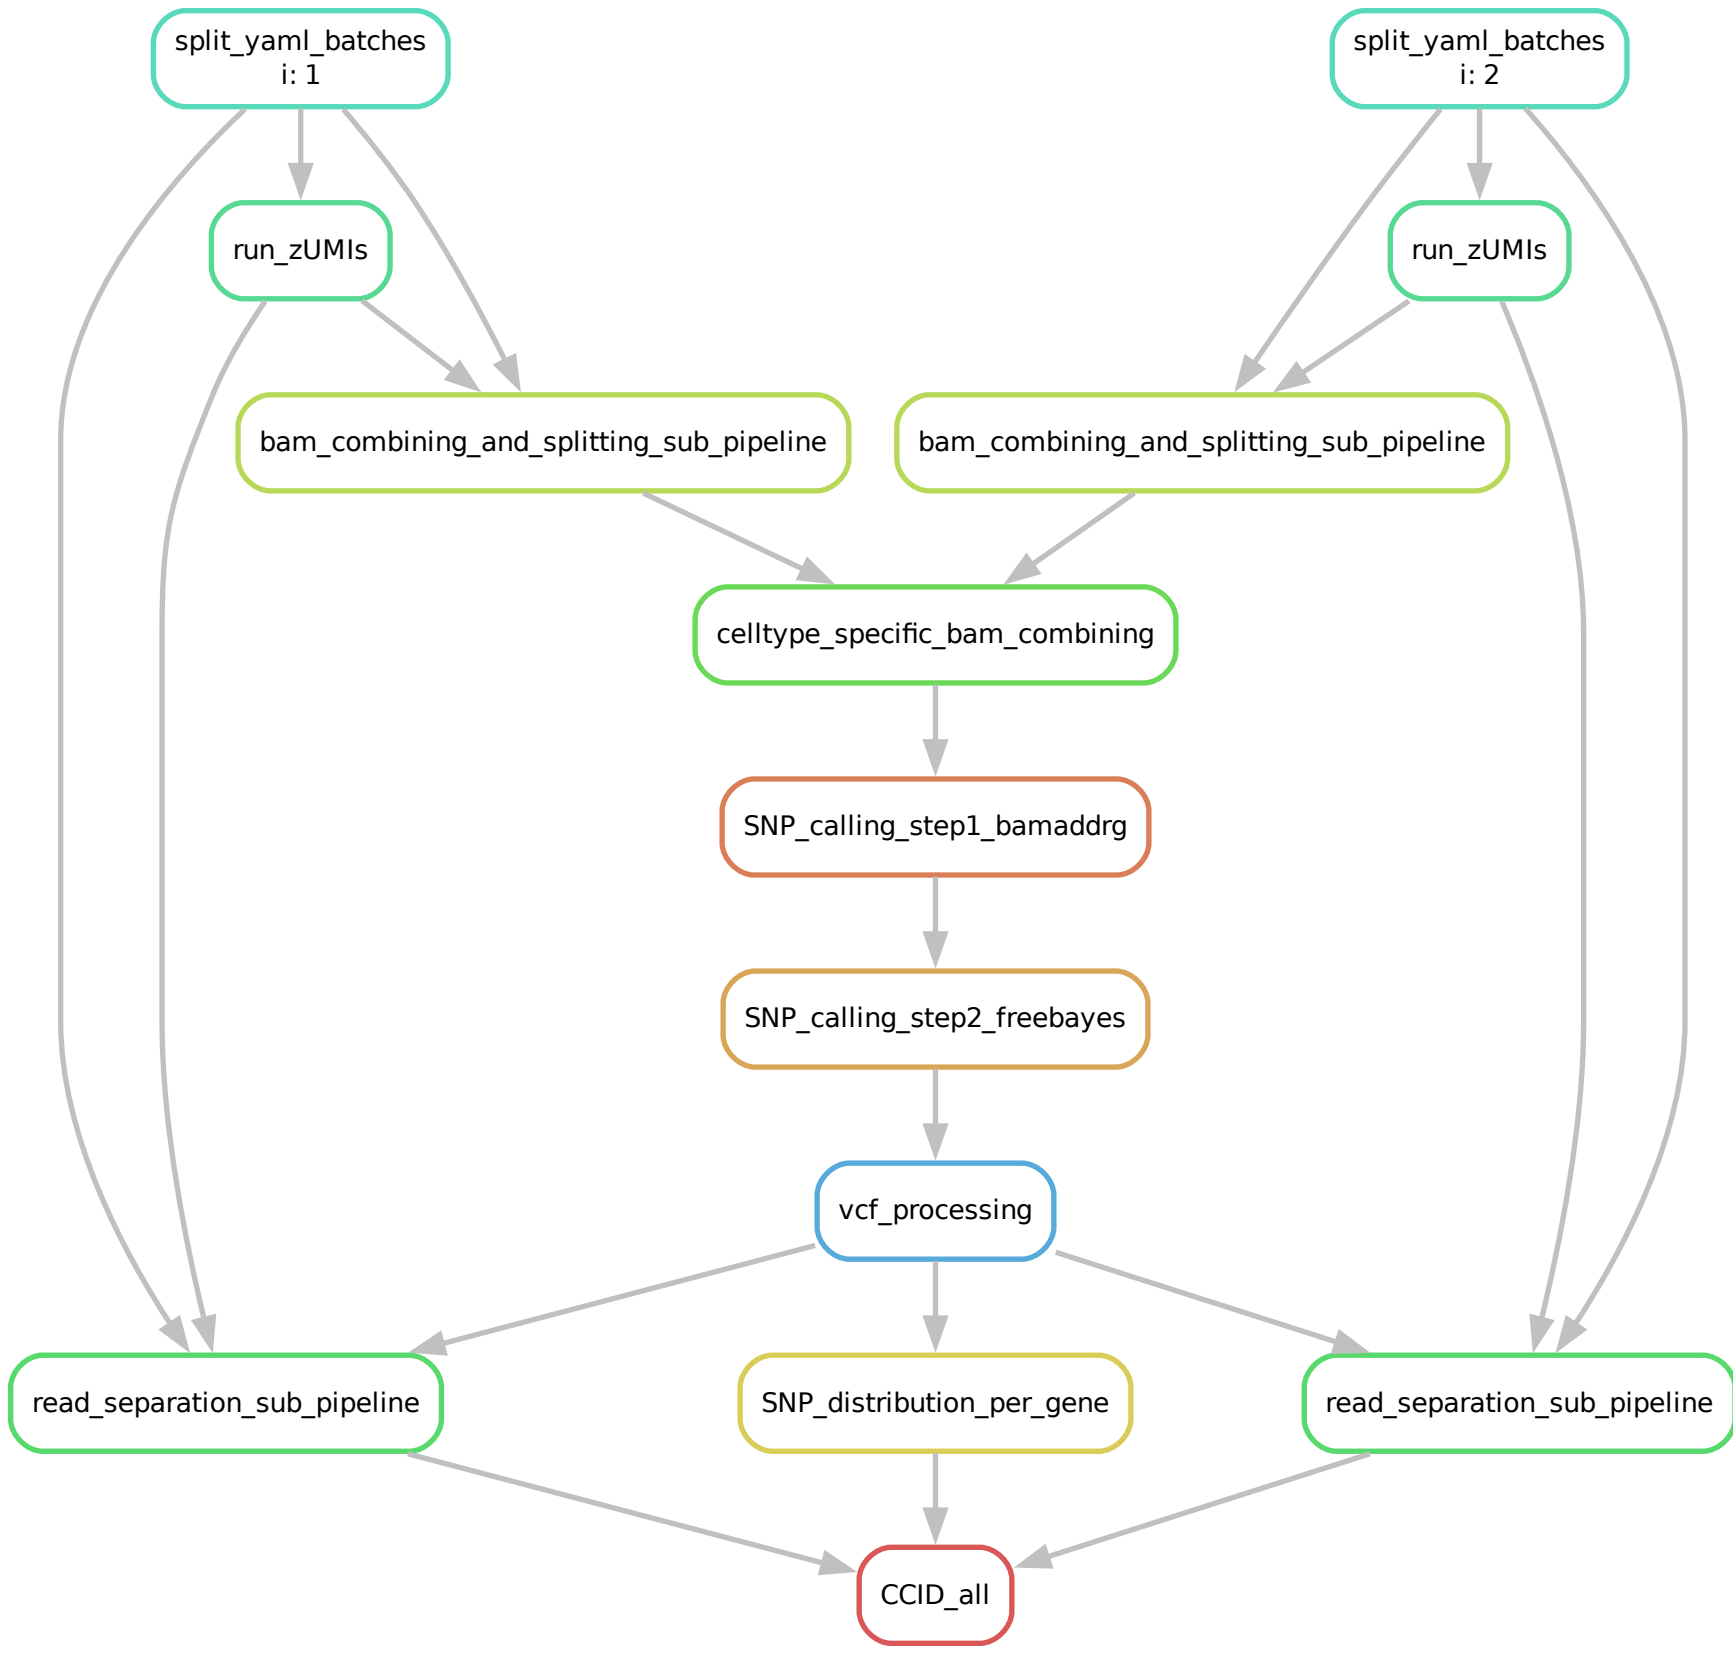 split_yaml_batches
i: 1
split_yaml_batches
i: 2
run_zUMIs
run_zUMIs
bam_combining_and_splitting_sub_pipeline
bam_combining_and_splitting_sub_pipeline
celltype_specific_bam_combining
SNP_calling_step1_bamaddrg
SNP_calling_step2_freebayes
vcf_processing
read_separation_sub_pipeline
SNP_distribution_per_gene
read_separation_sub_pipeline
CCID_all